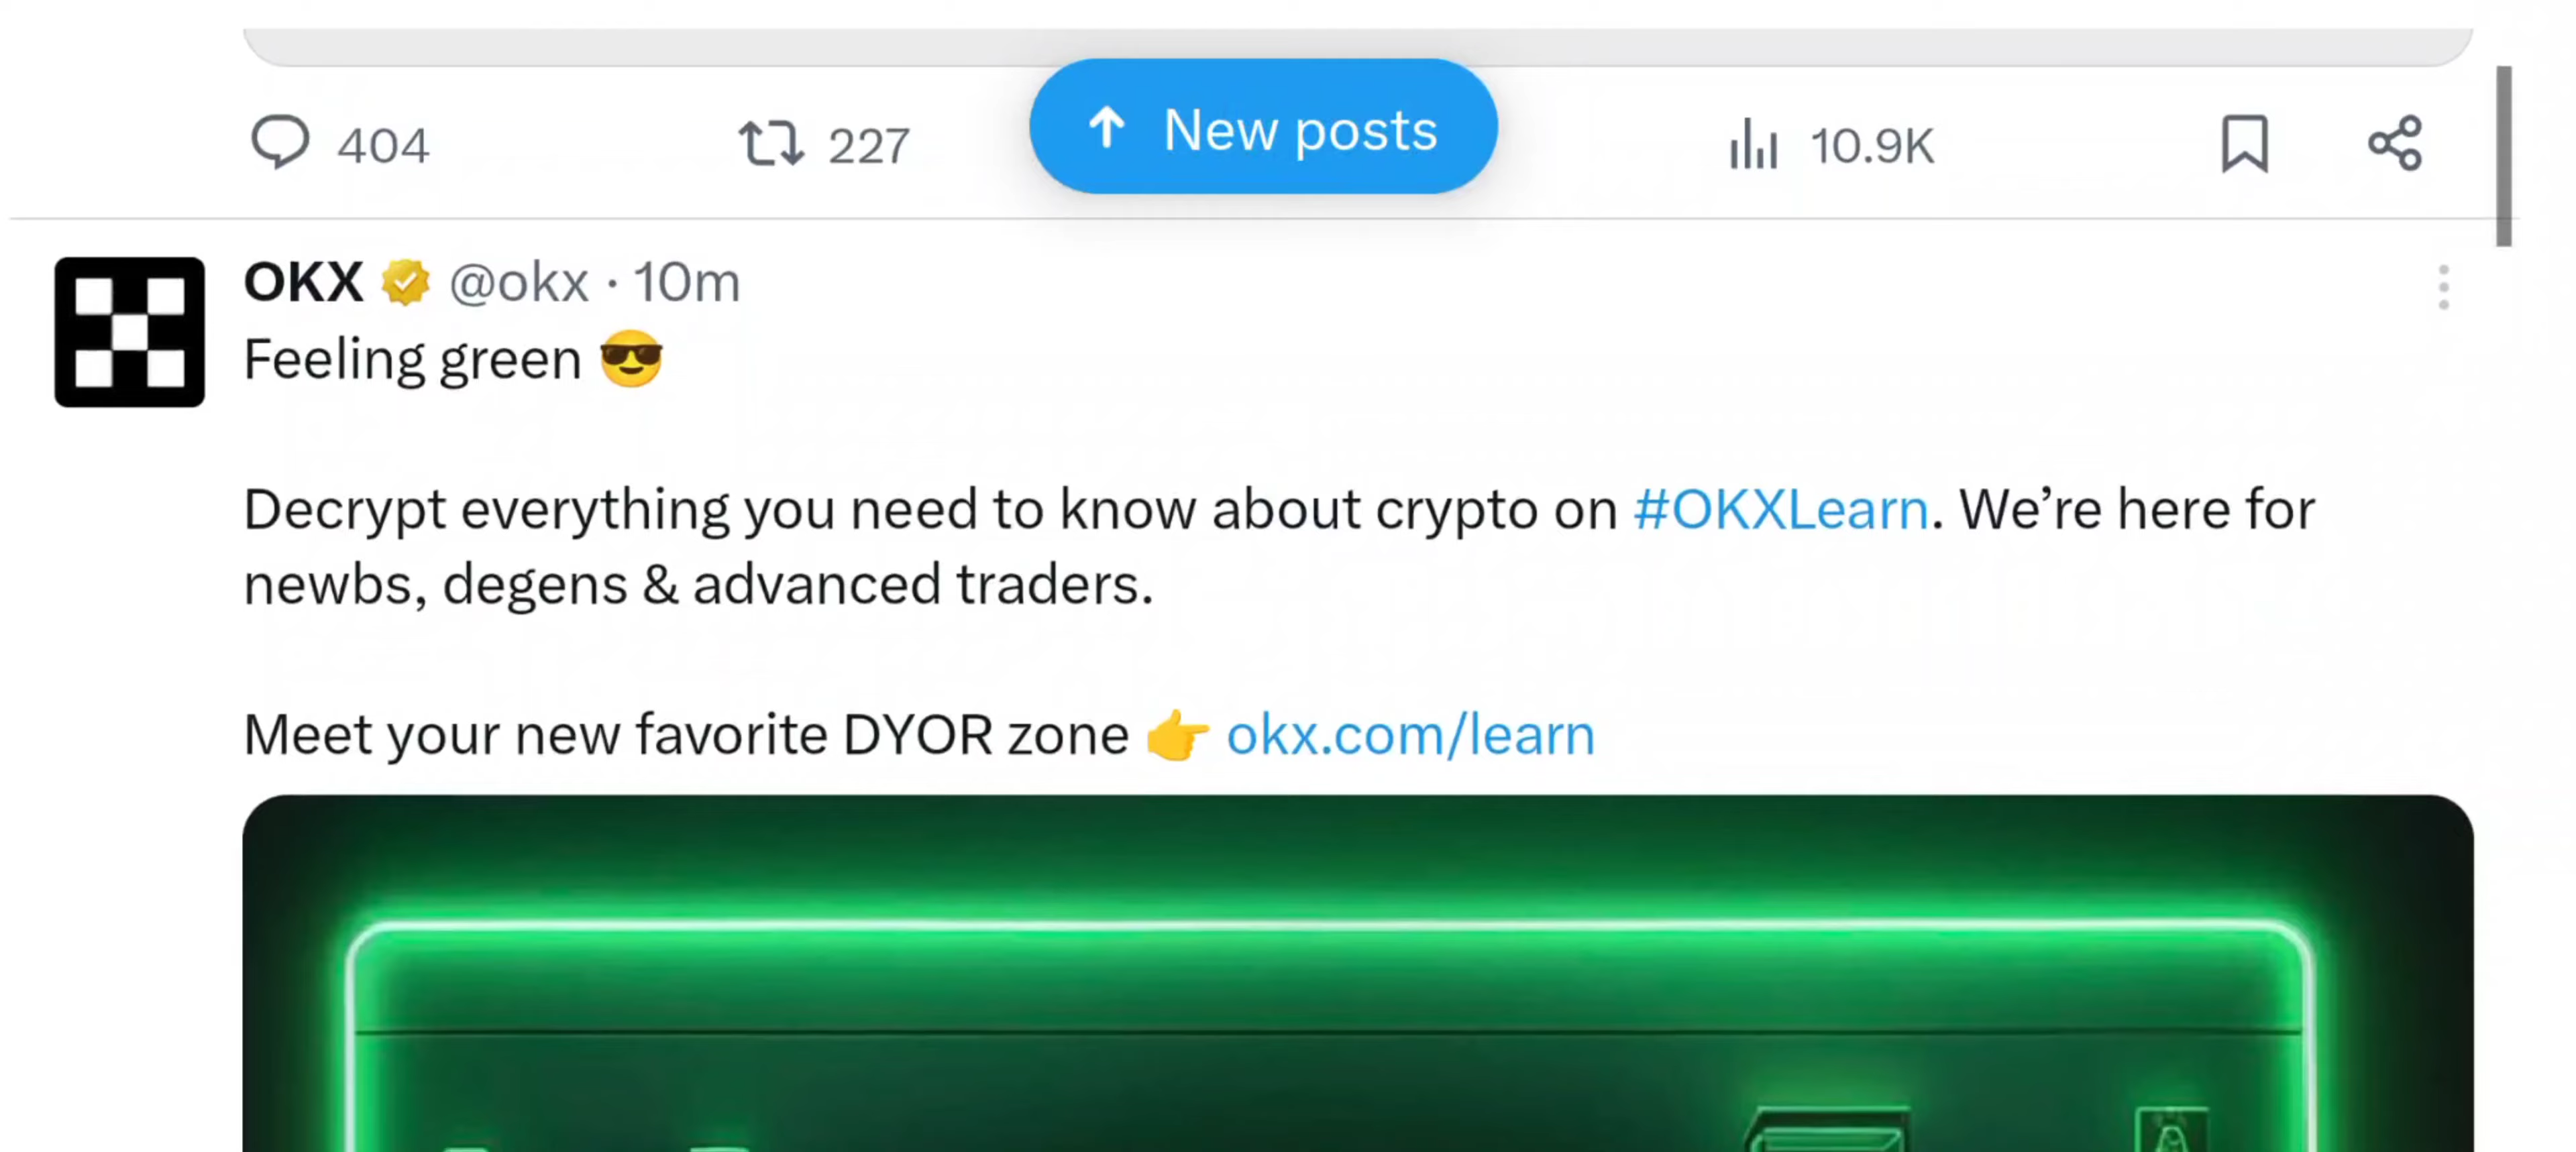 404 227 New posts 10.9K
OKX @okx · 10m
Feeling green 😎
Decrypt everything you need to know about crypto on #OKXLearn. We’re here for
newbs, degens & advanced traders.
Meet your new favorite DYOR zone 👉 okx.com/learn